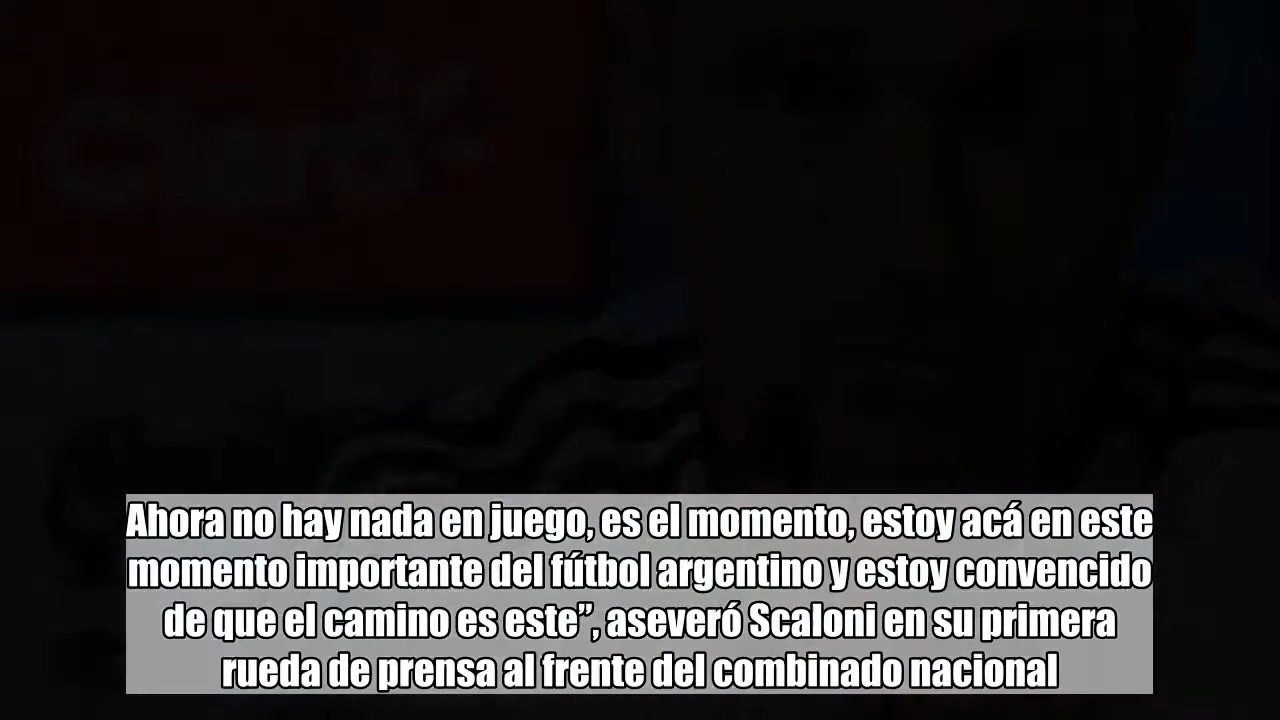 Ahora no hay nada en juego, es el momento, estoy acá en este
momento importante del fútbol argentino y estoy convencido
de que el camino es este”, aseveró Scaloni en su primera
rueda de prensa al frente del combinado nacional